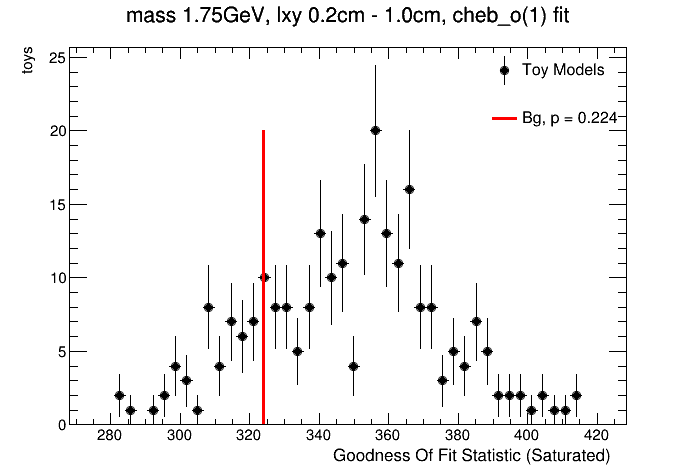 mass 1.75GeV, lxy 0.2cm - 1.0cm, cheb_o(1) fit
toys
25
20
15
10
5
0
Toy Models
Bg, p = 0.224
280 300 320 340 360 380 400 420
Goodness Of Fit Statistic (Saturated)